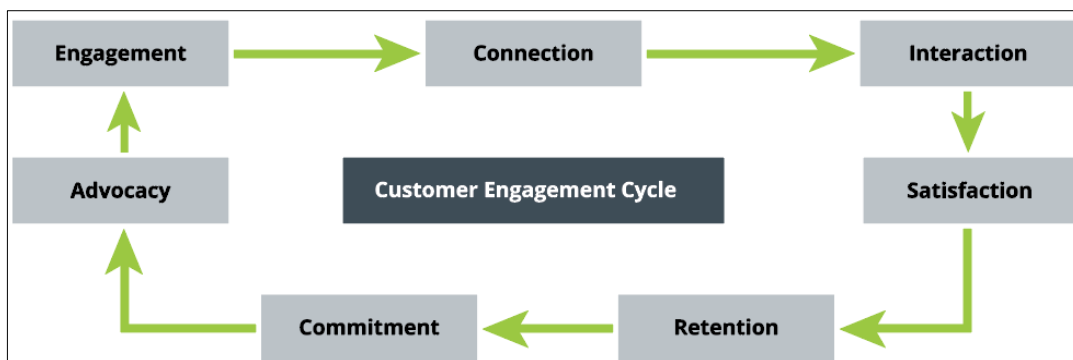 Engagement
Connection
Interaction
Advocacy
Customer Engagement Cycle
Satisfaction
Commitment
Retention